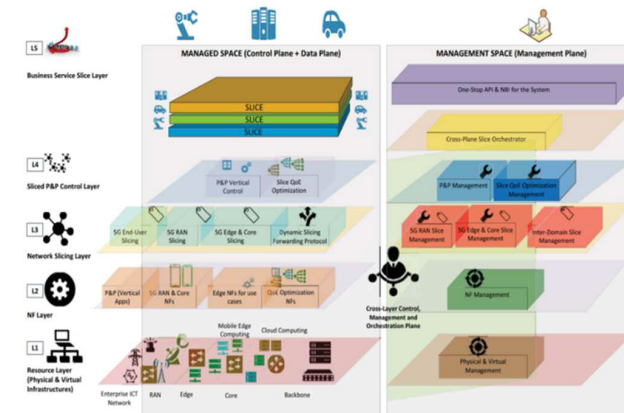 L5
Business Service Slice Layer
MANAGED SPACE (Control Plane + Data Plane)
SLICE
SLICE
SLICE
MANAGEMENT SPACE (Management Plane)
One-Stop API & NBI for the System
Cross-Plane Slice Orchestrator
L4
Sliced P&P Control Layer
P&P Vertical
Control
Slice QoE
Optimization
P&P Management
Slice QoE Optimization
Management
L3
Network Slicing Layer
5G End-User
Slicing
5G RAN
Slicing
5G Edge & Core
Slicing
Dynamic Slicing
Forwarding Protocol
5G RAN Slice
Management
5G Edge & Core Slice
Management
Inter-Domain Slice
Management
L2
NF Layer
P&P (Vertical
Apps)
5G RAN & Core
NFs
Edge NFs for use
cases
QoE Optimization
NFs
Cross-Layer Control,
Management and
Orchestration Plane
NF Management
L1
Resource Layer
(Physical & Virtual
Infrastructures)
Mobile Edge
Computing
Cloud Computing
Enterprise ICT
Network
RAN
Edge
Core
Backbone
Physical & Virtual
Management